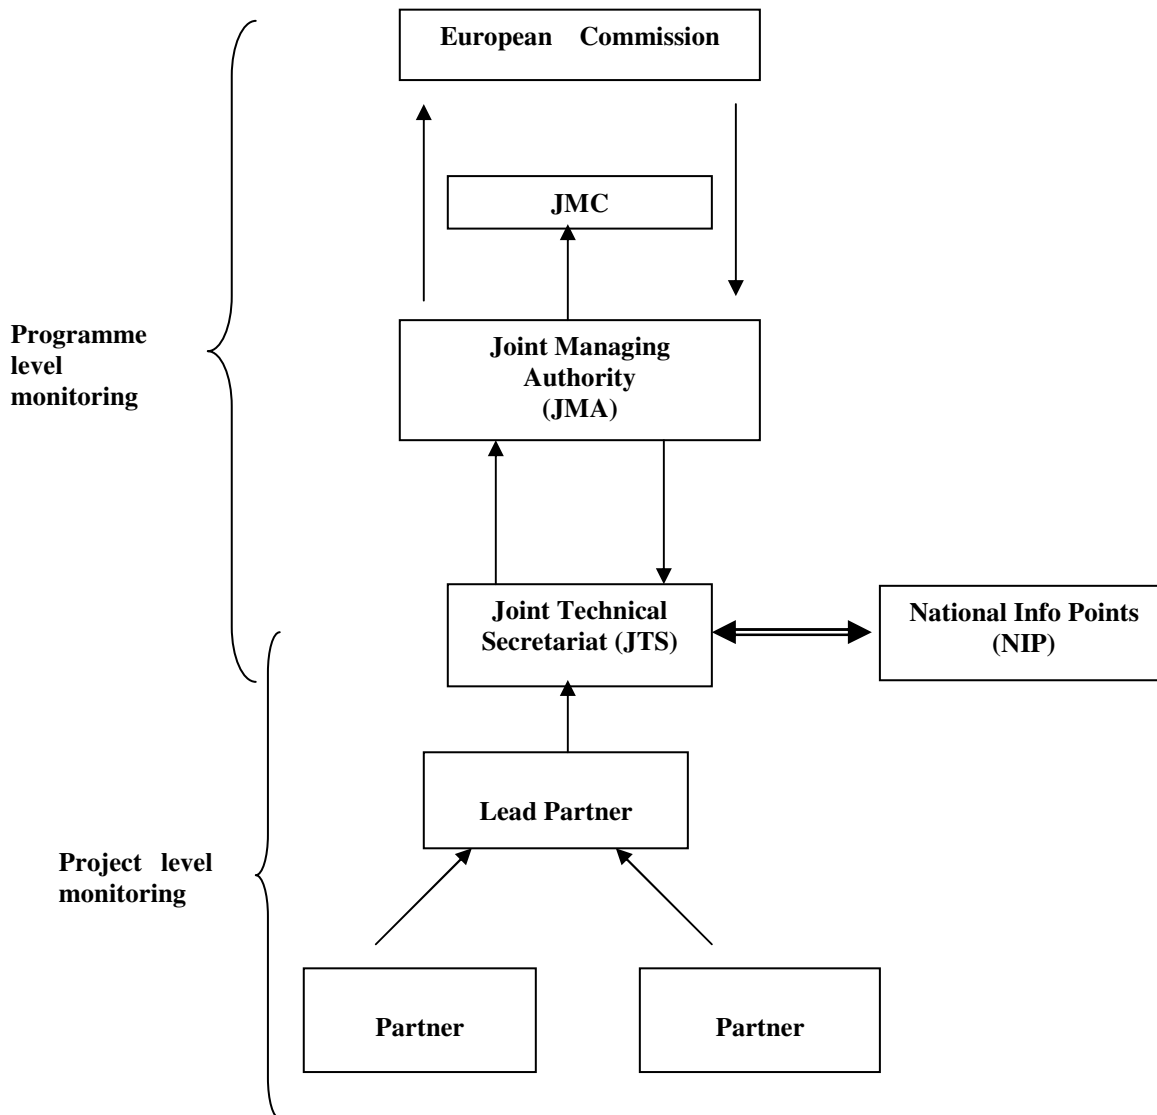 European Commission
JMC
Programme
level
monitoring
Joint Managing
Authority
(JMA)
Joint Technical
Secretariat (JTS)
National Info Points
(NIP)
Lead Partner
Project level
monitoring
Partner
Partner